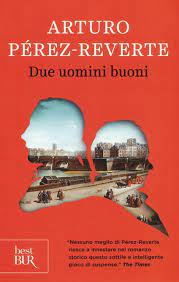 ARTURO
PÉREZ-REVERTE
Due uomini buoni
best
BUR
"Nessuno meglio di Pérez-Reverte
riesce a innestare nel romanzo
storico questo sottile e intelligente
gioco di suspense." The Times